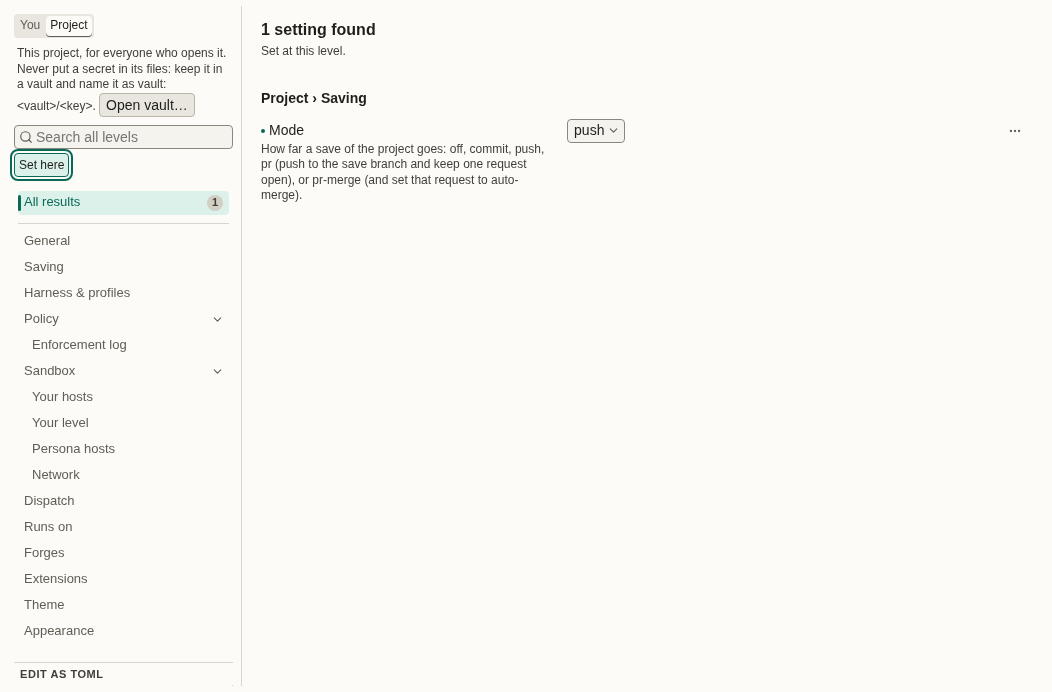 You Project
This project, for everyone who opens it.
Never put a secret in its files: keep it in
a vault and name it as vault:
<vault>/<key>. Open vault…
Search all levels
Set here
All results 1
General
Saving
Harness & profiles
Policy
Enforcement log
Sandbox
Your hosts
Your level
Persona hosts
Network
Dispatch
Runs on
Forges
Extensions
Theme
Appearance
EDIT AS TOML
1 setting found
Set at this level.
Project › Saving
Mode push
How far a save of the project goes: off, commit, push,
pr (push to the save branch and keep one request
open), or pr-merge (and set that request to auto-
merge).